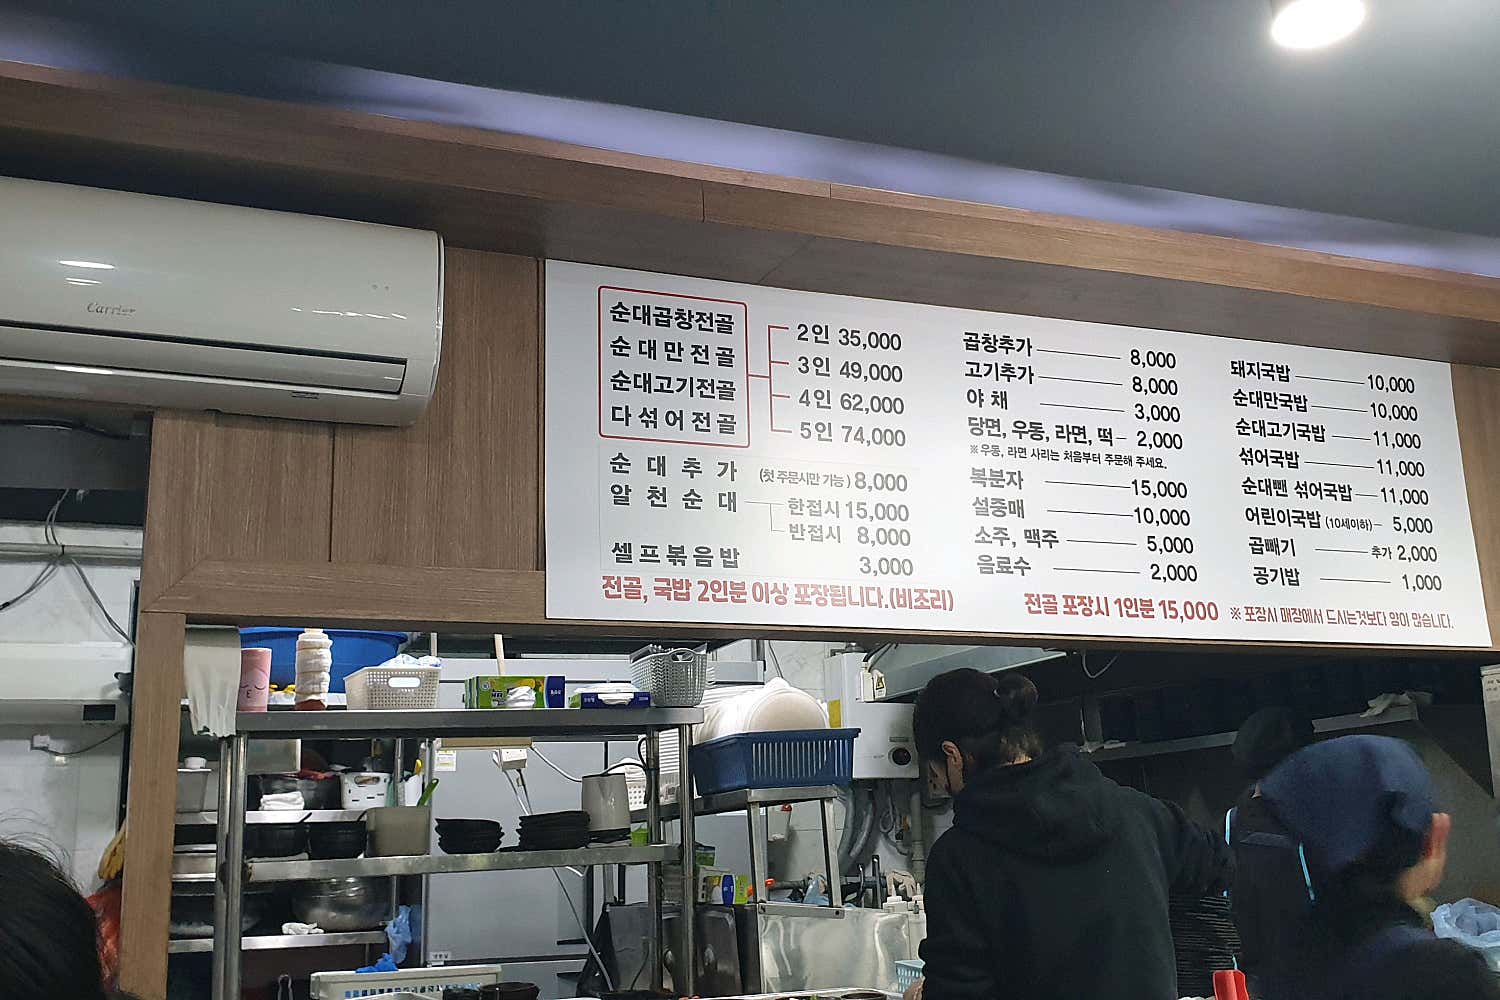 Carrier
순대곱창전골
순대만전골
순대고기전골
다섞어전골
2인 35,000
3인 49,000
4인 62,000
5인 74,000
순대추가 (첫 주문시만 가능) 8,000
알천순대 한접시 15,000
반접시 8,000
셀프볶음밥 3,000
전골, 국밥 2인분 이상 포장됩니다.(비조리)
곱창추가 8,000
고기추가 8,000
야채 3,000
당면, 우동, 라면, 떡 2,000
※우동, 라면 사리는 처음부터 주문해 주세요.
복분자 15,000
설중매 10,000
소주, 맥주 5,000
음료수 2,000
전골 포장시 1인분 15,000
돼지국밥 10,000
순대만국밥 10,000
순대고기국밥 11,000
섞어국밥 11,000
순대뺀 섞어국밥 11,000
어린이국밥 (10세이하) 5,000
곱빼기 추가 2,000
공기밥 1,000
※ 포장시 매장에서 드시는것보다 양이 많습니다.